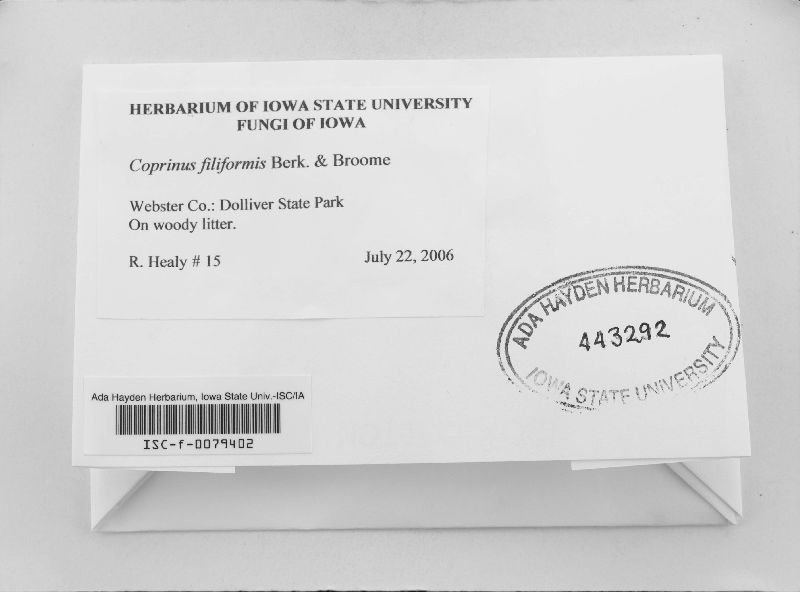 HERBARIUM OF IOWA STATE UNIVERSITY
FUNGI OF IOWA
Coprinus filiformis Berk. & Broome
Webster Co.: Dolliver State Park
On woody litter.
R. Healy # 15 July 22, 2006
ADA HAYDEN HERBARIUM
443292
IOWA STATE UNIVERSITY
Ada Hayden Herbarium, Iowa State Univ.-ISC/IA
ISC-f-0079402